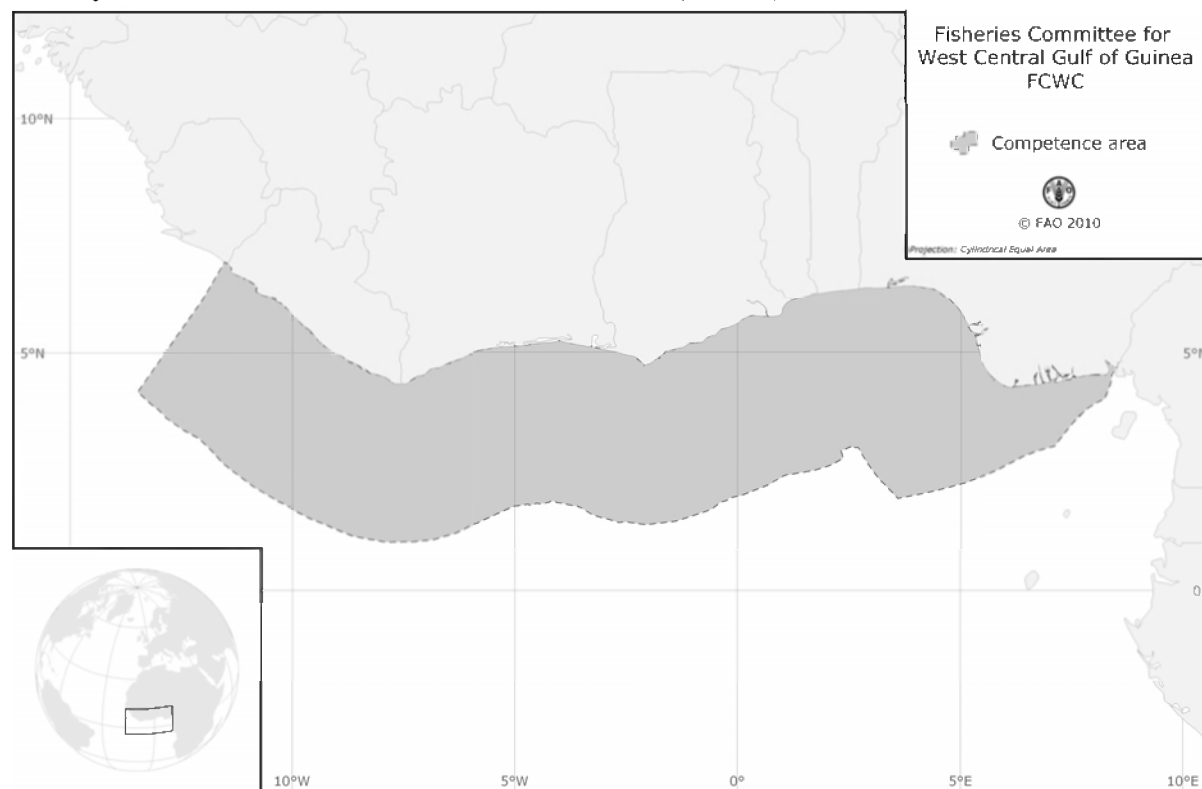 Fisheries Committee for
West Central Gulf of Guinea
FCWC
Competence area
FAO
© FAO 2010
Projection: Cylindrical Equal Area
10°N
5°N
5°N
0
10°W
5°W
0°
5°E
10°E